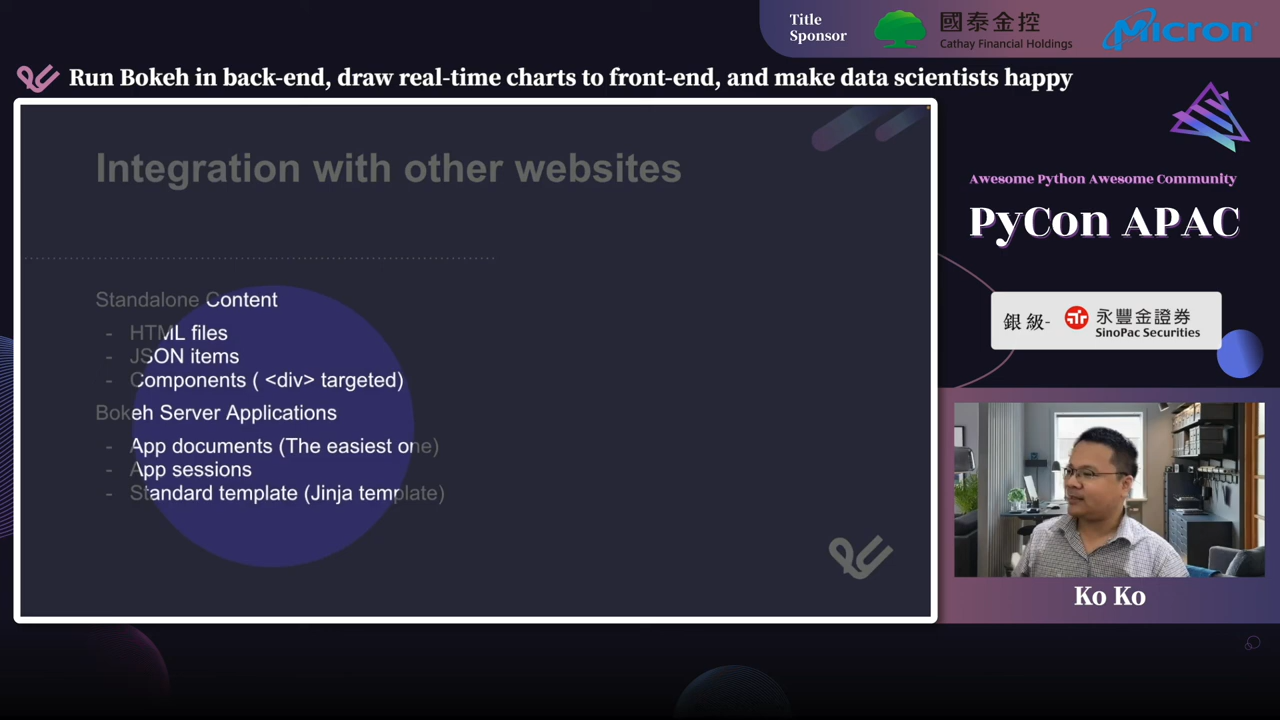 Title
Sponsor
國泰金控
Cathay Financial Holdings
Micron
Run Bokeh in back-end, draw real-time charts to front-end, and make data scientists happy
Integration with other websites
Standalone Content
- HTML files
- JSON items
- Components ( <div> targeted)
Bokeh Server Applications
- App documents (The easiest one)
- App sessions
- Standard template (Jinja template)
Awesome Python Awesome Community
PyCon APAC
銀級-
永豐金證券
SinoPac Securities
Ko Ko